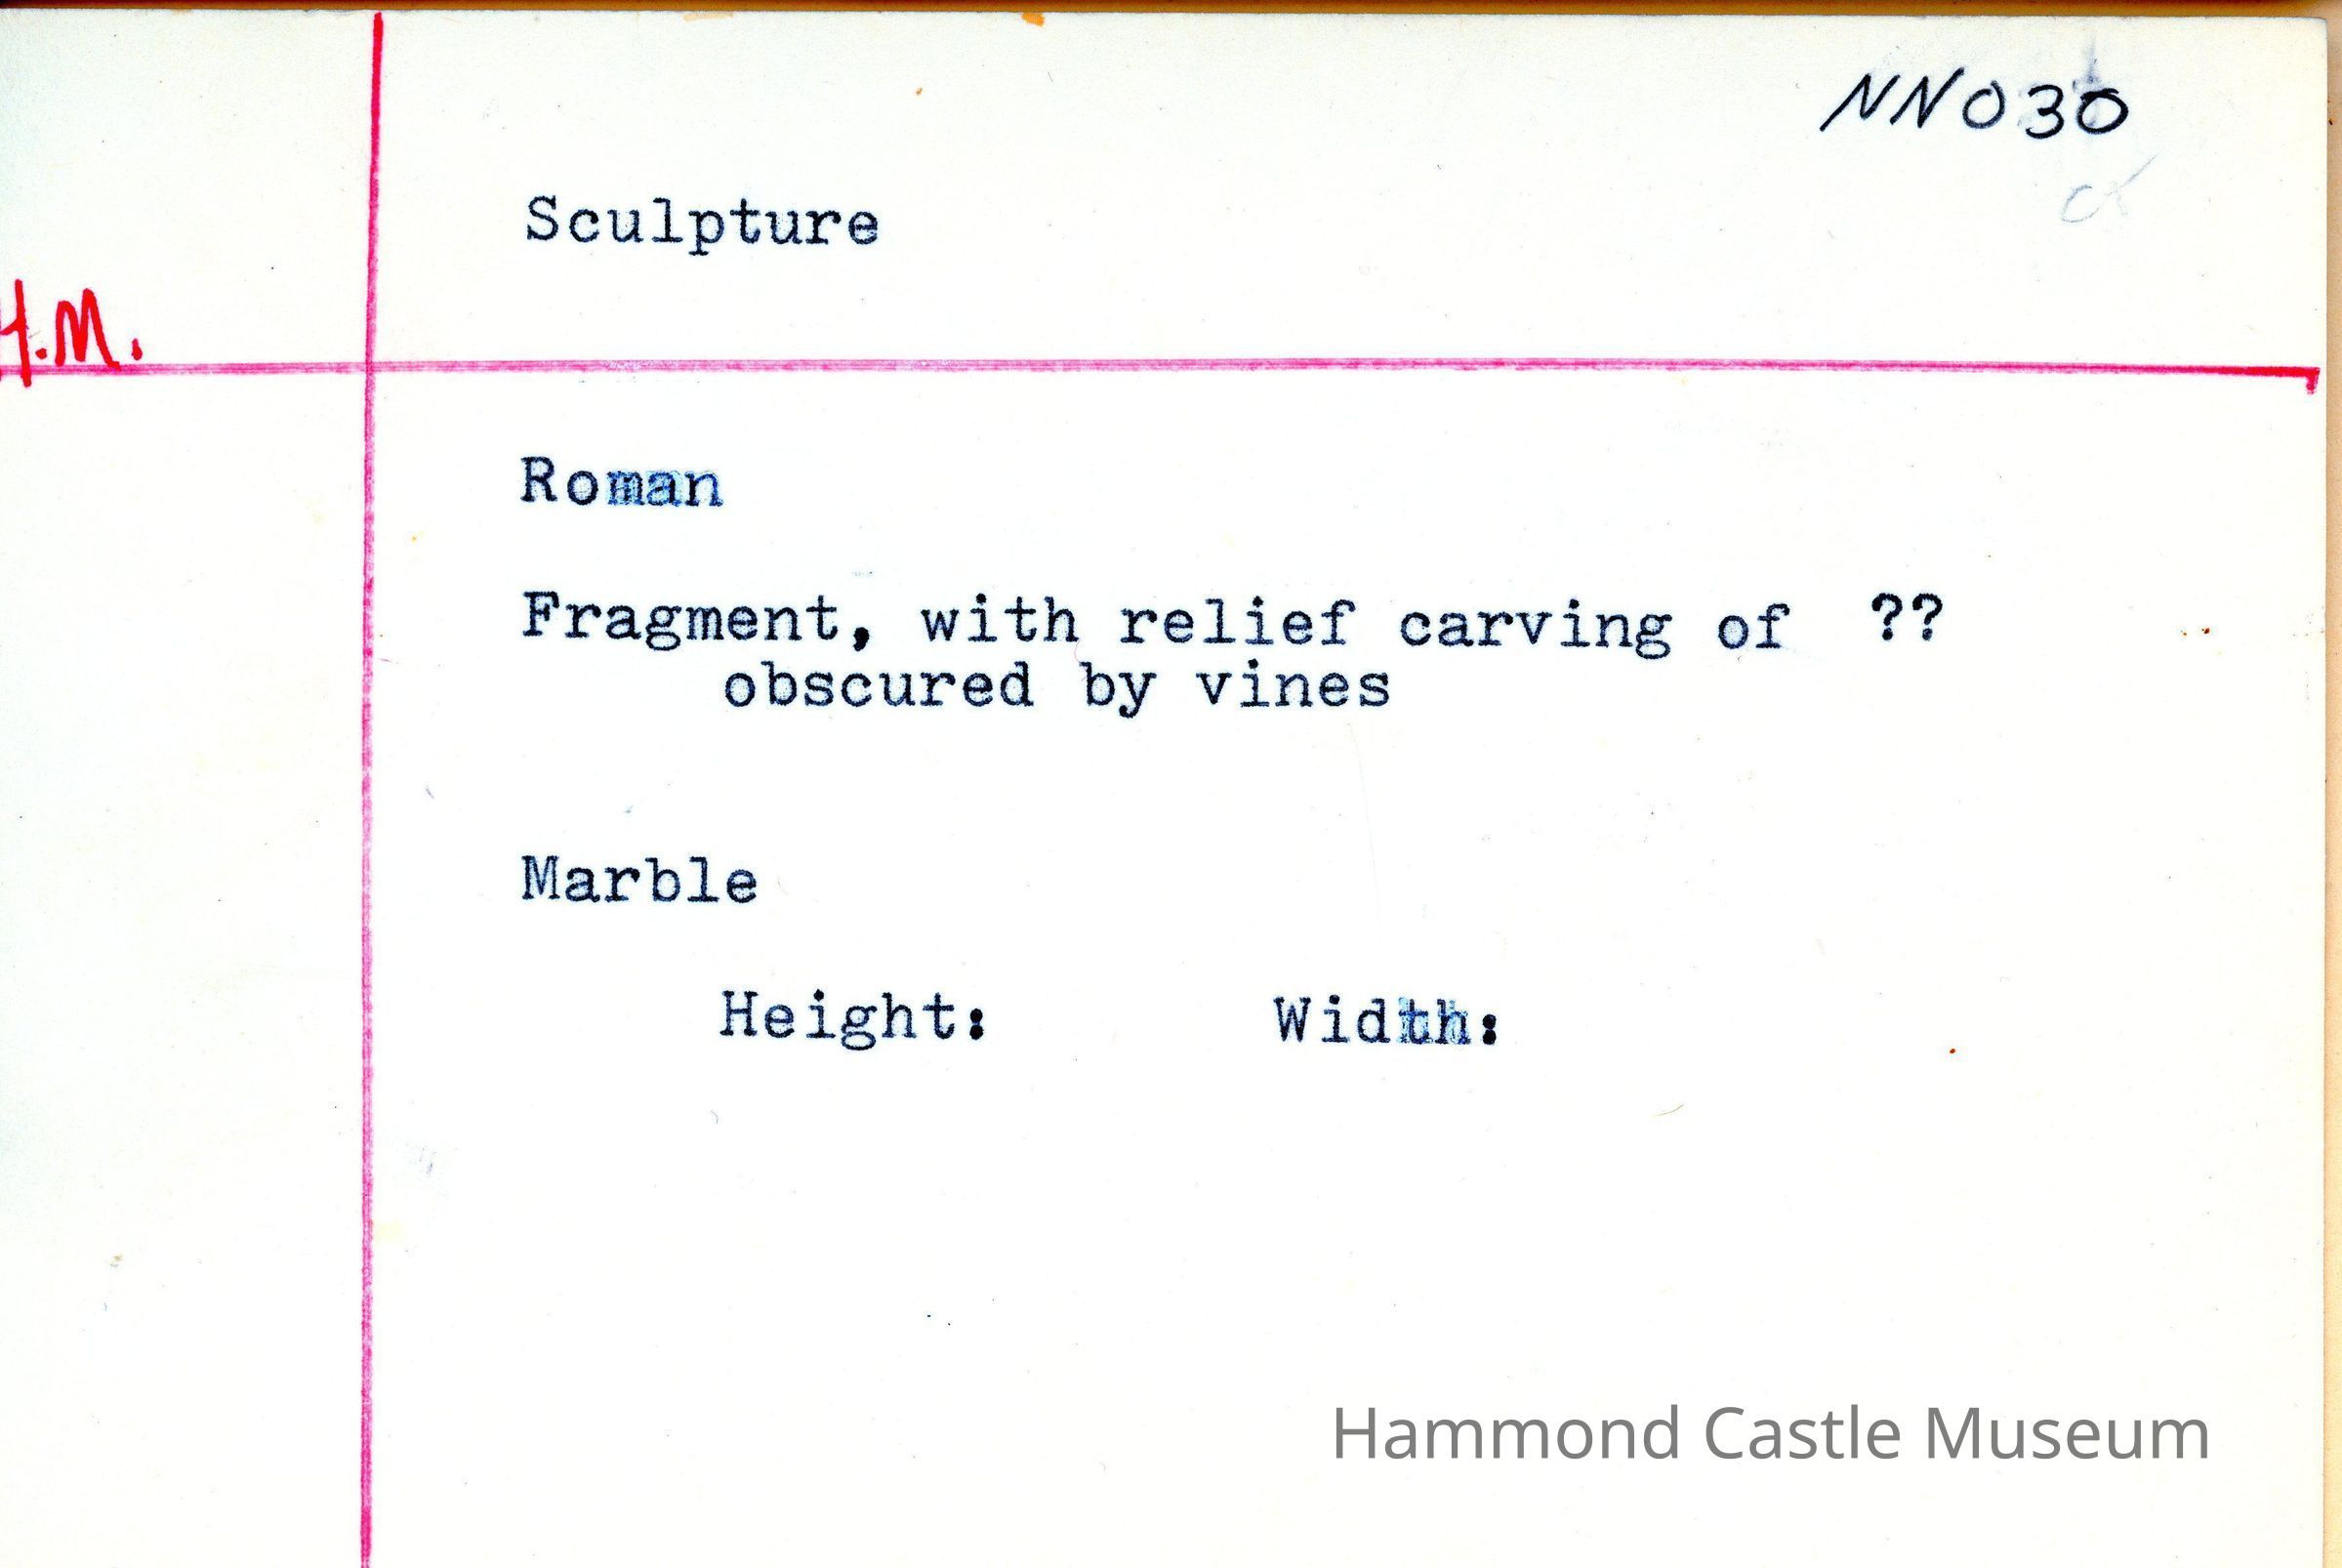 NN030
Sculpture
H.M.
Roman
Fragment, with relief carving of ??
obscured by vines
Marble
Height: Width:
Hammond Castle Museum